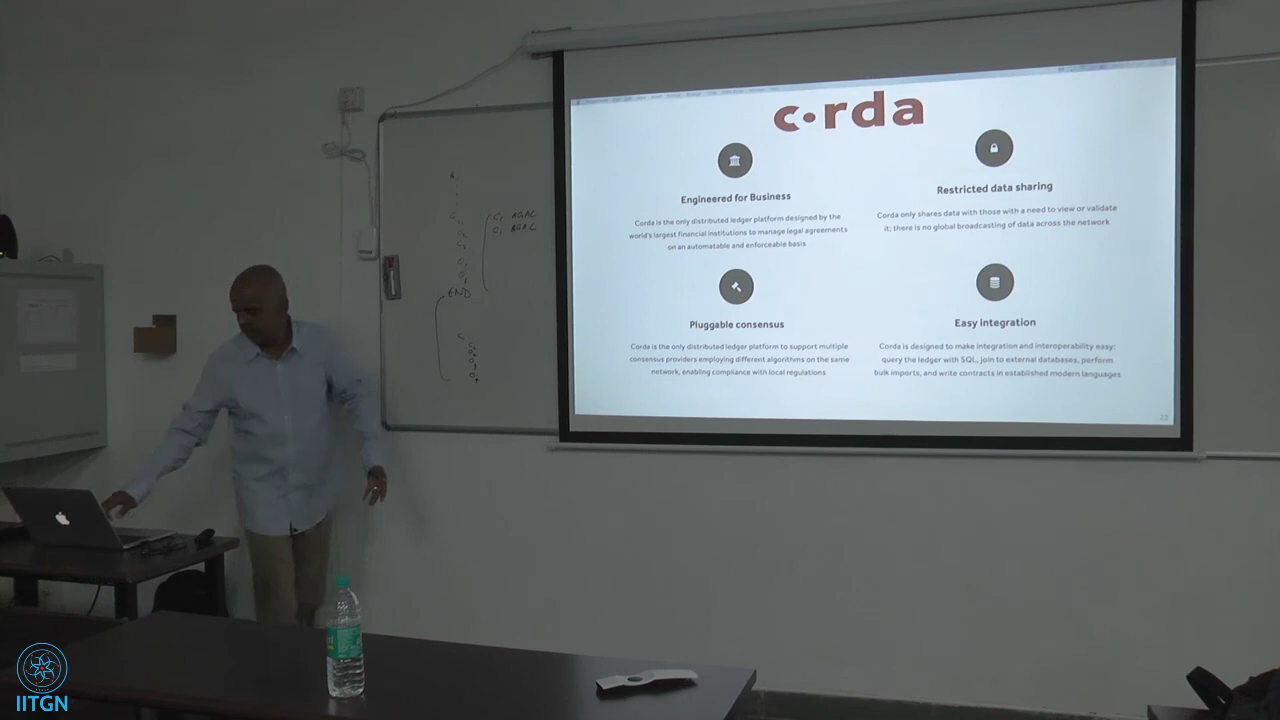 c•rda
Engineered for Business
Corda is the only distributed ledger platform designed by the
world's largest financial institutions to manage legal agreements
on an automatable and enforceable basis
Restricted data sharing
Corda only shares data with those with a need to view or validate
it; there is no global broadcasting of data across the network
Pluggable consensus
Corda is the only distributed ledger platform to support multiple
consensus providers employing different algorithms on the same
network, enabling compliance with local regulations
Easy integration
Corda is designed to make integration and interoperability easy:
query the ledger with SQL, join to external databases, perform
bulk imports, and write contracts in established modern languages
END
IITGN